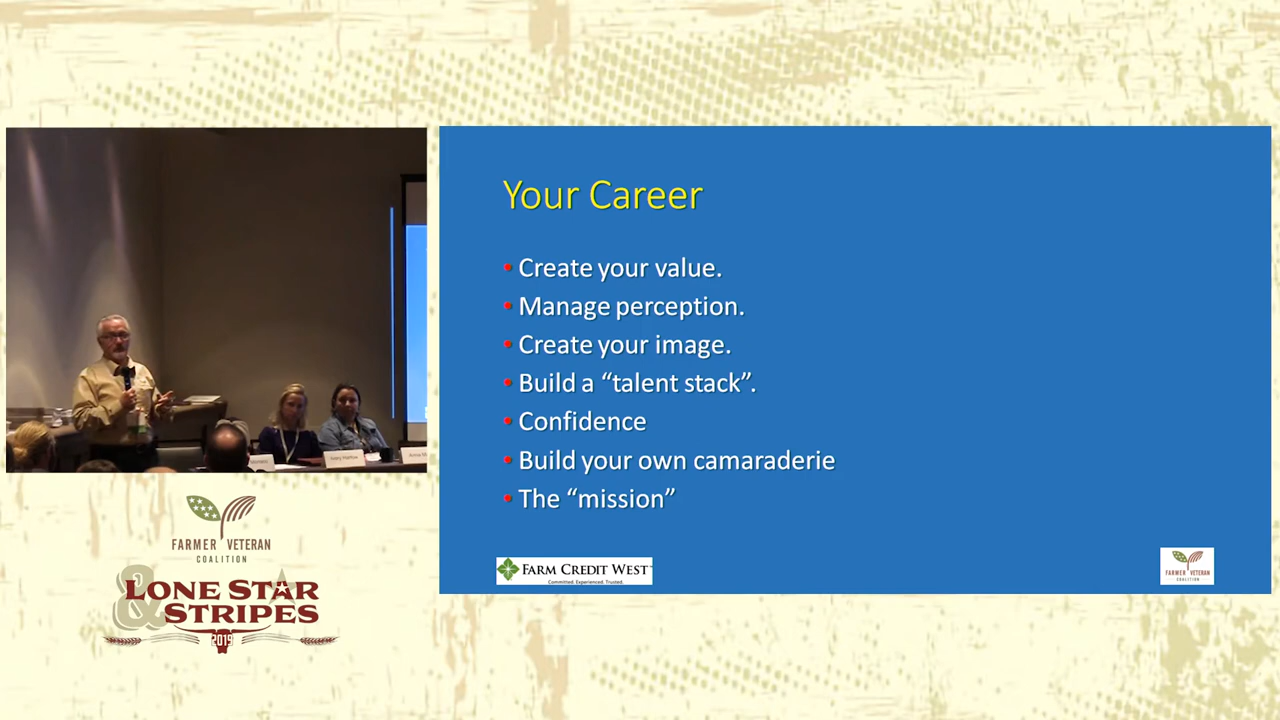 Your Career
• Create your value.
• Manage perception.
• Create your image.
• Build a “talent stack”.
• Confidence
• Build your own camaraderie
• The “mission”
FARM CREDIT WEST
Committed. Experienced. Trusted.
FARMER VETERAN
COALITION
FARMER VETERAN
COALITION
&
LONE STAR
STRIPES
2019